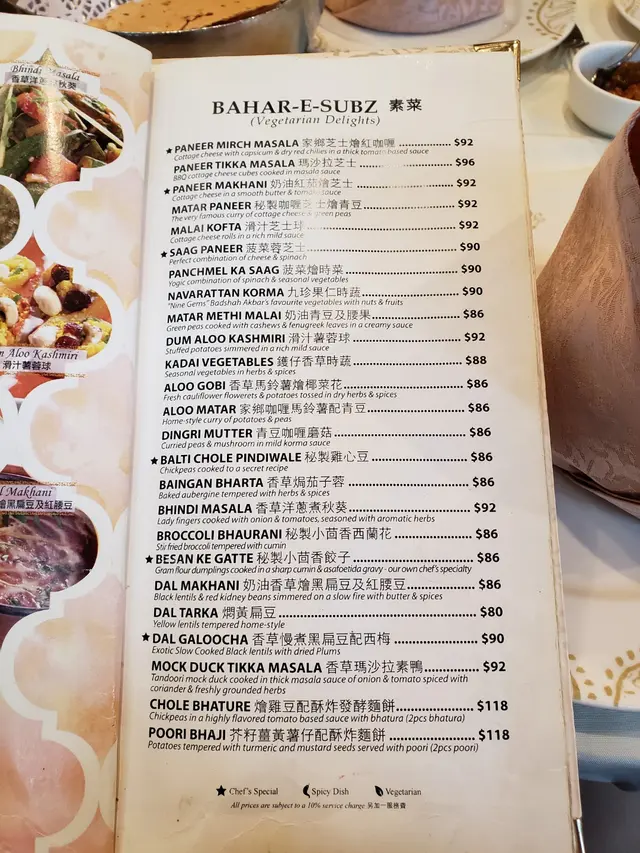 Bhindi Masala
香草洋蔥煮秋葵
Aloo Kashmiri
滑汁薯蓉球
Makhani
燴黑扁豆及紅腰豆
BAHAR-E-SUBZ 素菜
(Vegetarian Delights)
★ PANEER MIRCH MASALA 家鄉芝士燴紅咖喱 $92
Cottage cheese with capsicum & dry red chilies in a thick tomato based sauce
PANEER TIKKA MASALA 瑪沙拉芝士 $96
BBQ cottage cheese cubes cooked in masala sauce
★ PANEER MAKHANI 奶油紅茄燴芝士 $92
Cottage cheese in a smooth butter & tomato sauce
MATAR PANEER 秘製咖喱芝士燴青豆 $92
The very famous curry of cottage cheese & green peas
MALAI KOFTA 滑汁芝士球 $92
Cottage cheese rolls in a rich mild sauce
★ SAAG PANEER 菠菜蓉芝士 $90
Perfect combination of cheese & spinach
PANCHMEL KA SAAG 菠菜燴時菜 $90
Yogic combination of spinach & seasonal vegetables
NAVARATTAN KORMA 九珍果仁時蔬 $90
"Nine Gems" Badshah Akbar's favourite vegetables with nuts & fruits
MATAR METHI MALAI 奶油青豆及腰果 $86
Green peas cooked with cashews & fenugreek leaves in a creamy sauce
DUM ALOO KASHMIRI 滑汁薯蓉球 $92
Stuffed potatoes simmered in a rich mild sauce
KADAI VEGETABLES 鑊仔香草時蔬 $88
Seasonal vegetables in herbs & spices
ALOO GOBI 香草馬鈴薯燴椰菜花 $86
Fresh cauliflower flowerets & potatoes tossed in dry herbs & spices
ALOO MATAR 家鄉咖喱馬鈴薯配青豆 $86
Home-style curry of potatoes & peas
DINGRI MUTTER 青豆咖喱磨菇 $86
Curried peas & mushroom in mild korma sauce
★ BALTI CHOLE PINDIWALE 秘製雞心豆 $86
Chickpeas cooked to a secret recipe
BAINGAN BHARTA 香草焗茄子蓉 $86
Baked aubergine tempered with herbs & spices
BHINDI MASALA 香草洋蔥煮秋葵 $92
Lady fingers cooked with onion & tomatoes, seasoned with aromatic herbs
BROCCOLI BHAURANI 秘製小茴香西蘭花 $86
Stir fried broccoli tempered with cumin
★ BESAN KE GATTE 秘製小茴香餃子 $86
Gram flour dumplings cooked in a sharp cumin & asafoetida gravy - our own chef's specialty
DAL MAKHANI 奶油香草燴黑扁豆及紅腰豆 $86
Black lentils & red kidney beans simmered on a slow fire with butter & spices
DAL TARKA 燜黃扁豆 $80
Yellow lentils tempered home-style
★ DAL GALOOCHA 香草慢煮黑扁豆配西梅 $90
Exotic Slow Cooked Black lentils with dried Plums
MOCK DUCK TIKKA MASALA 香草瑪沙拉素鴨 $92
Tandoori mock duck cooked in thick masala sauce of onion & tomato spiced with
coriander & freshly grounded herbs
CHOLE BHATURE 燴雞豆配酥炸發酵麵餅 $118
Chickpeas in a highly flavored tomato based sauce with bhatura (2pcs bhatura)
POORI BHAJI 芥籽薑黃薯仔配酥炸麵餅 $118
Potatoes tempered with turmeric and mustard seeds served with poori (2pcs poori)
★ Chef's Special Spicy Dish Vegetarian
All prices are subject to a 10% service charge 另加一服務費